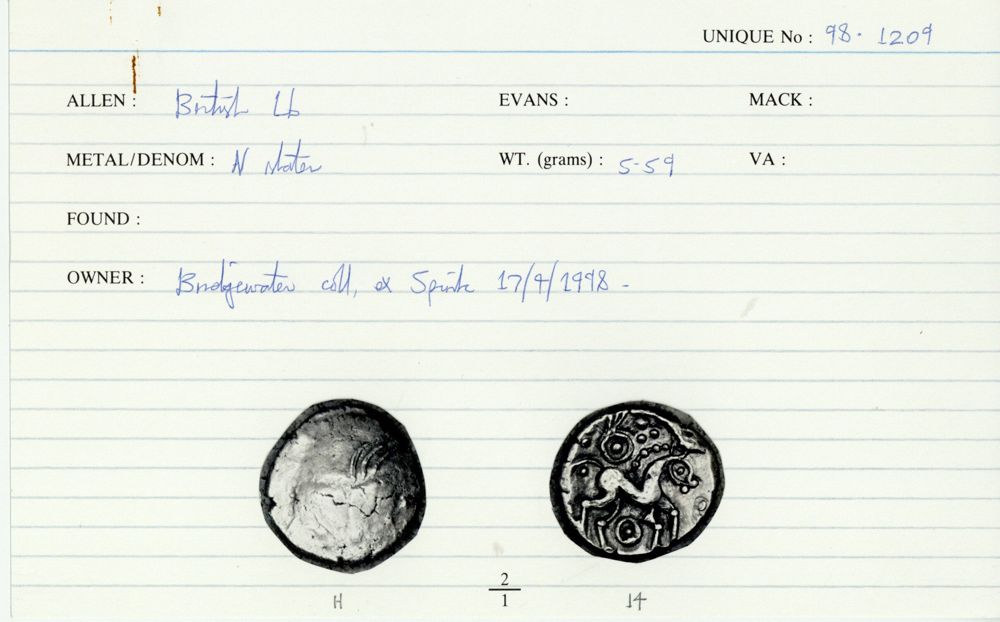 UNIQUE No : 98. 1209
ALLEN : British Lb EVANS : MACK :
METAL/DENOM : N stater WT. (grams) : 5.59 VA :
FOUND :
OWNER : Bridgewater coll, ex Spink 17/4/1998 -
2
1
H 14